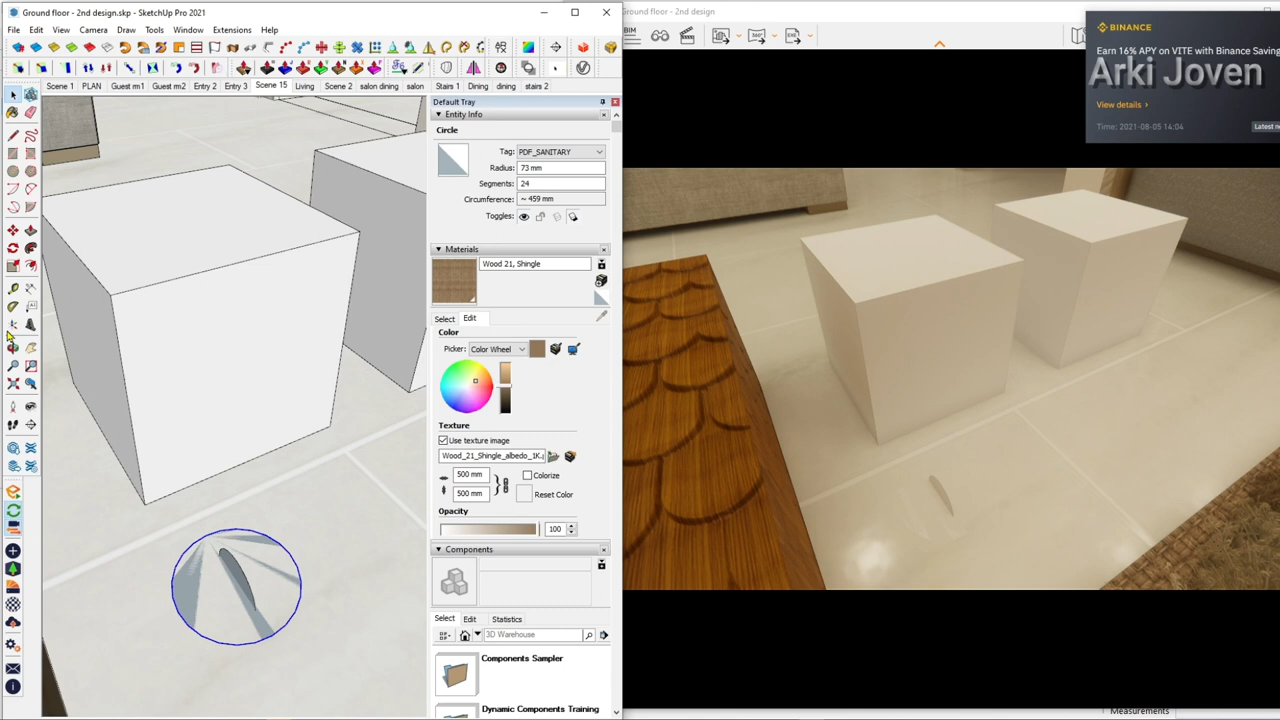 Ground floor - 2nd design.skp - SketchUp Pro 2021
File Edit View Camera Draw Tools Window Extensions Help
Scene 1 PLAN Guest m1 Guest m2 Entry 2 Entry 3 Scene 15 Living Scene 2 salon dining salon Stairs 1 Dining dining stairs 2
Default Tray
Entity Info
Circle
Tag: PDF_SANITARY
Radius: 73 mm
Segments: 24
Circumference: ~ 459 mm
Toggles:
Materials
Wood 21, Shingle
Select Edit
Color
Picker: Color Wheel
Texture
Use texture image
Wood_21_Shingle_albedo_1K.j
500 mm
Colorize
500 mm
Reset Color
Opacity
100
Components
Select Edit Statistics
3D Warehouse
Components Sampler
Dynamic Components Training
Ground floor - 2nd design
BIM
BINANCE
Earn 16% APY on VITE with Binance Saving
Arki Joven
View details ›
Time: 2021-08-05 14:04
Latest n
Measurements